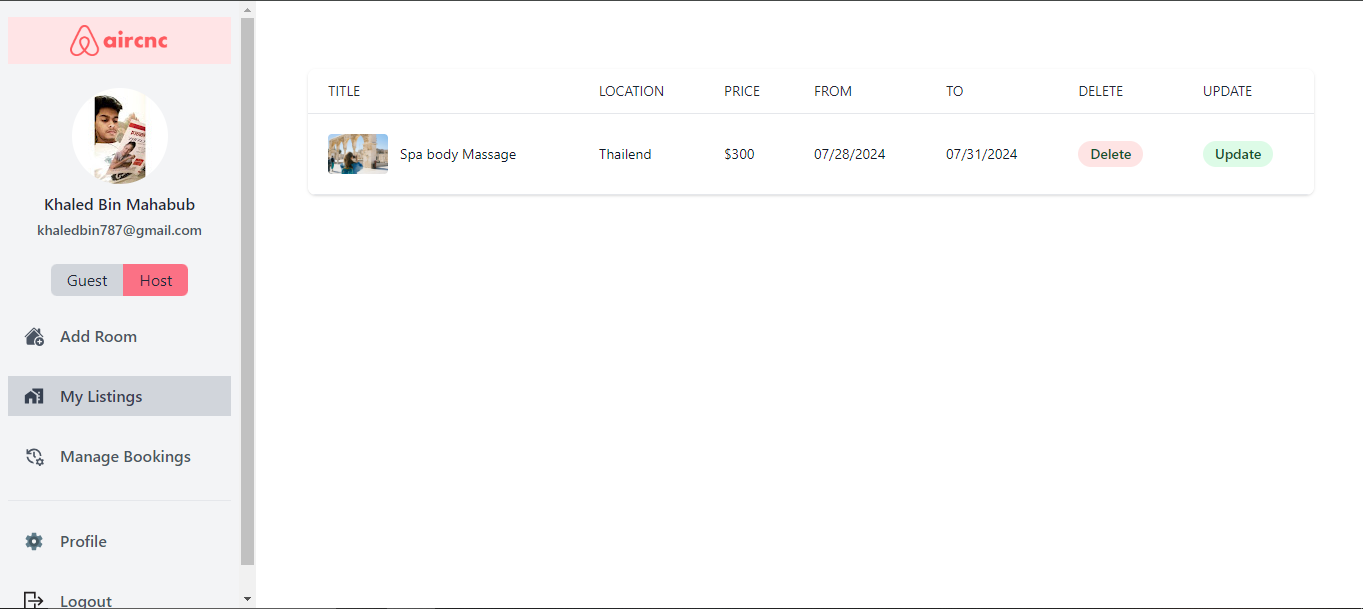 aircnc
Khaled Bin Mahabub
khaledbin787@gmail.com
Guest Host
Add Room
My Listings
Manage Bookings
Profile
Logout
TITLE LOCATION PRICE FROM TO DELETE UPDATE
Spa body Massage Thailend $300 07/28/2024 07/31/2024 Delete Update